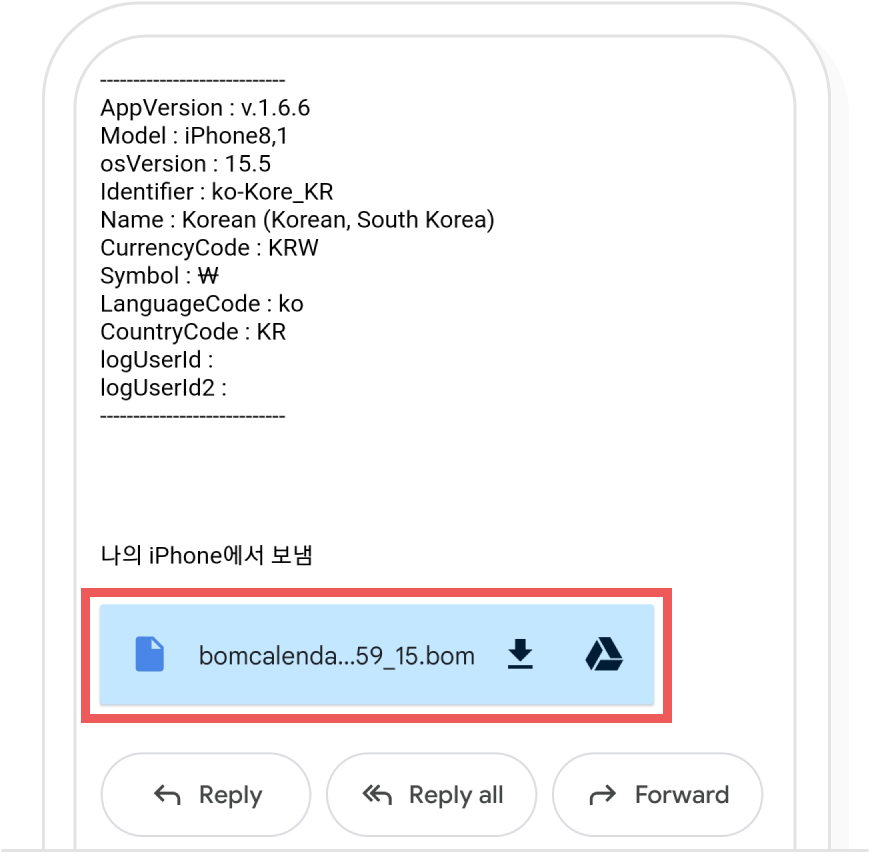 ----------------------------
AppVersion : v.1.6.6
Model : iPhone8,1
osVersion : 15.5
Identifier : ko-Kore_KR
Name : Korean (Korean, South Korea)
CurrencyCode : KRW
Symbol : ₩
LanguageCode : ko
CountryCode : KR
logUserId :
logUserId2 :
----------------------------
나의 iPhone에서 보냄
bomcalenda...59_15.bom
Reply
Reply all
Forward